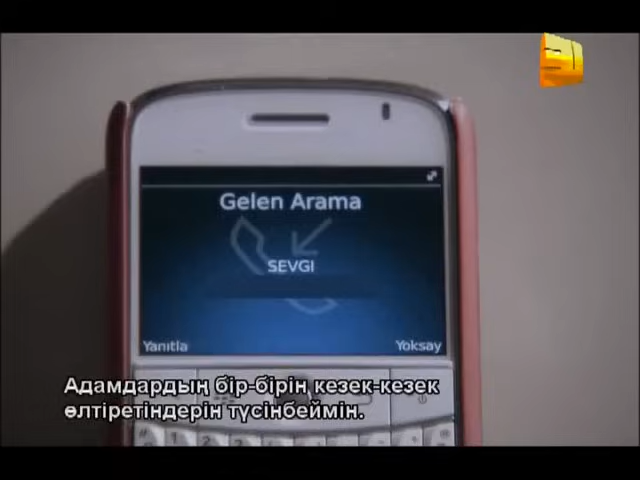 Gelen Arama
SEVGI
Yanıtla
Yoksay
Адамдардың бір-бірін кезек-кезек
өлтіретіндерін түсінбеймін.